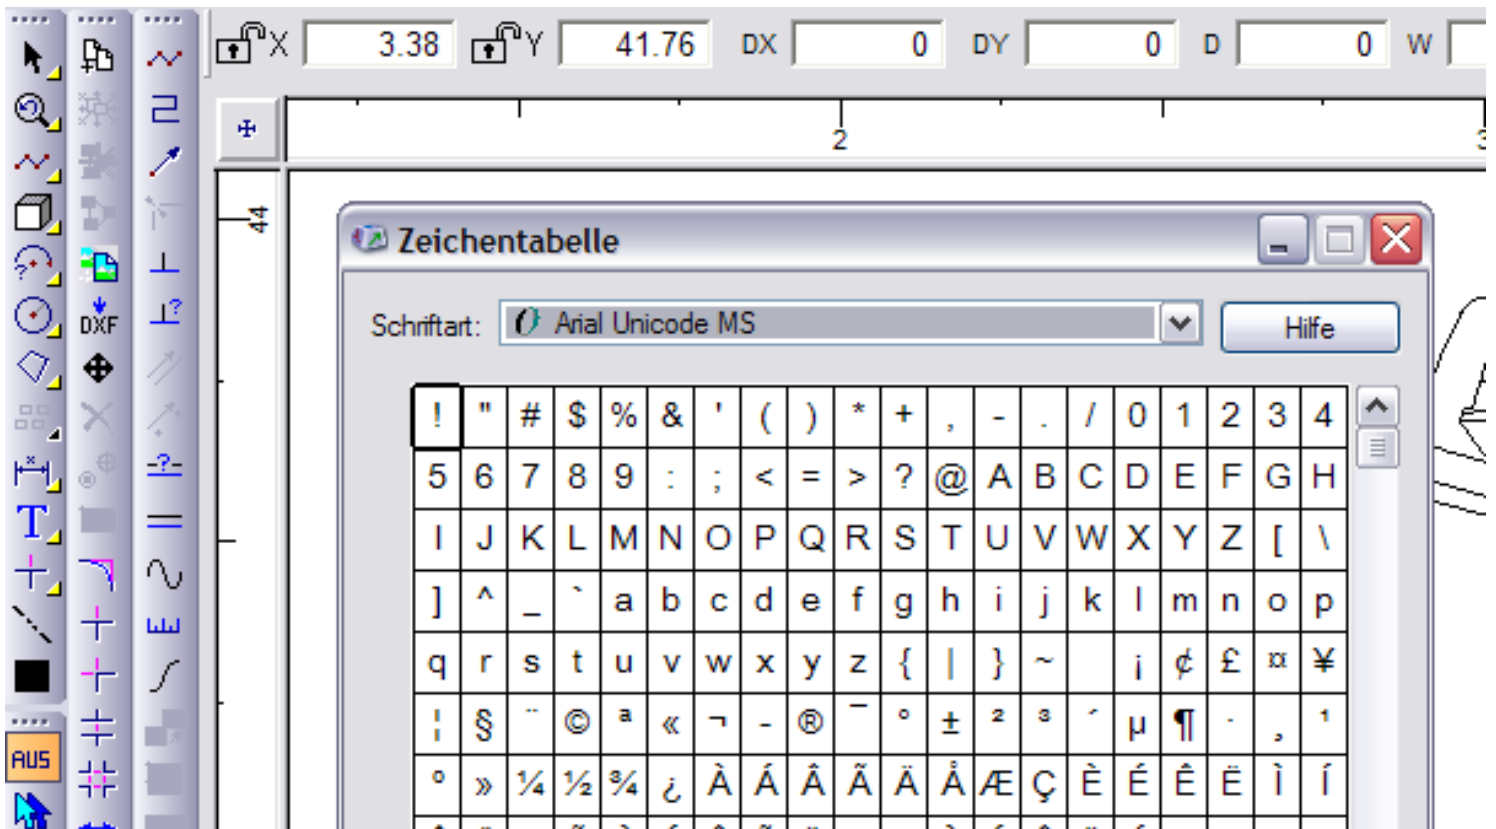 X 3.38 Y 41.76 DX 0 DY 0 D 0 W
2 3
44
Zeichentabelle
Schriftart: Arial Unicode MS Hilfe
DXF
AUS
T
! " # $ % & ' ( ) * + , - . / 0 1 2 3 4
5 6 7 8 9 : ; < = > ? @ A B C D E F G H
I J K L M N O P Q R S T U V W X Y Z [ \
] ^ _ ` a b c d e f g h i j k l m n o p
q r s t u v w x y z { | } ~ ¡ ¢ £ ¤ ¥
¦ § ¨ © ª « ¬ - ® ¯ ° ± ² ³ ´ µ ¶ · ¸ ¹
º » ¼ ½ ¾ ¿ À Á Â Ã Ä Å Æ Ç È É Ê Ë Ì Í